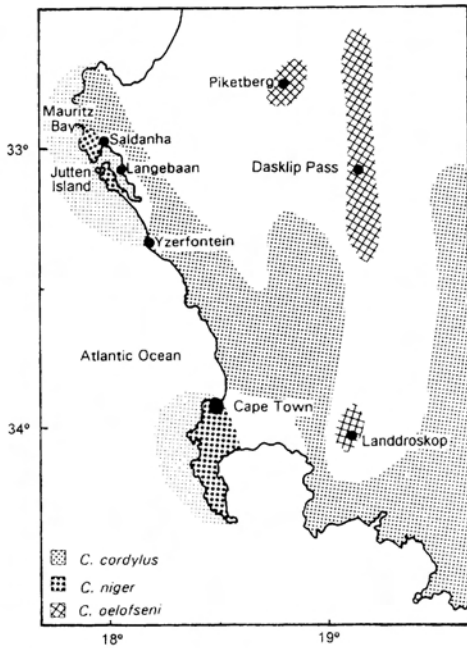 Piketberg
Mauritz
Bay
Saldanha
33°
Jutten
Island
Langebaan
Dasklip Pass
Yzerfontein
Atlantic Ocean
Cape Town
34°
Landdroskop
C. cordylus
C. niger
C. oelofseni
18°
19°